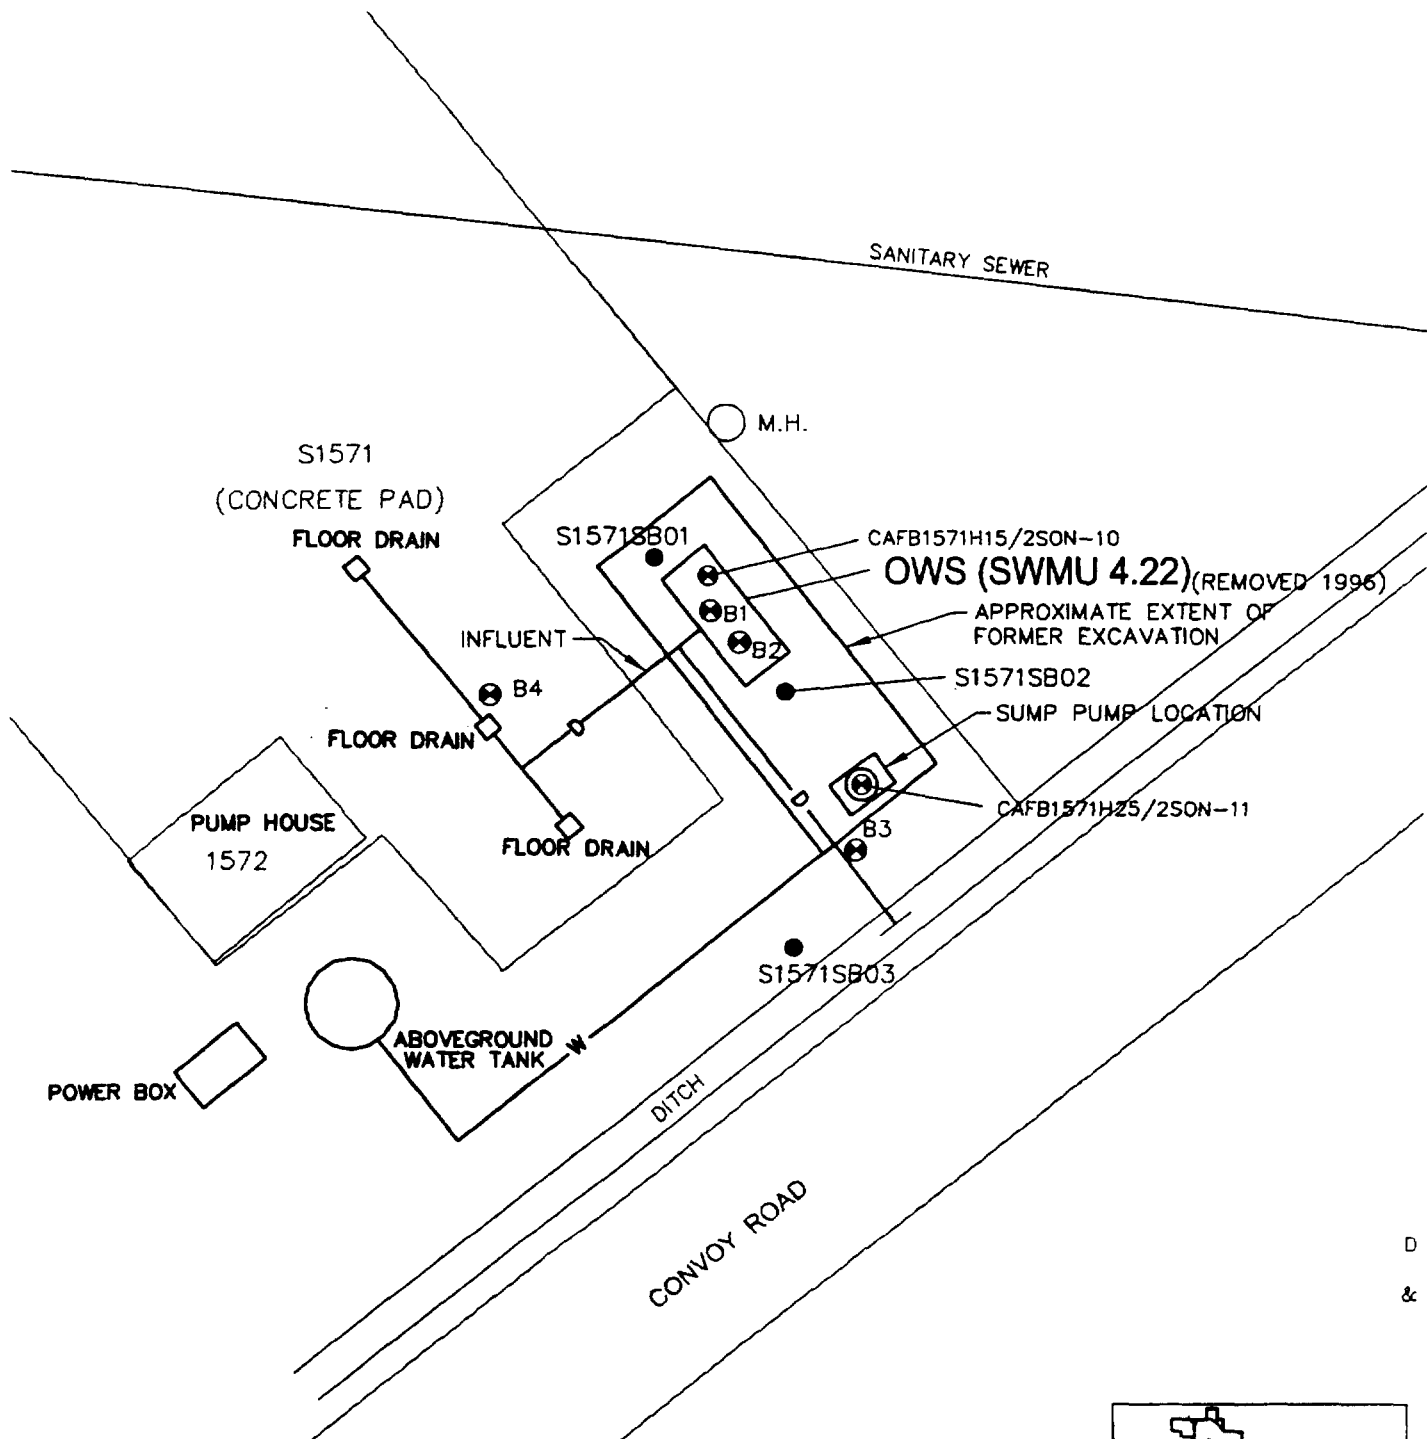 SANITARY SEWER
M.H.
S1571
(CONCRETE PAD)
FLOOR DRAIN
S1571SB01
CAFB1571H15/2SON-10
OWS (SWMU 4.22)(REMOVED 1996)
B1
APPROXIMATE EXTENT OF
FORMER EXCAVATION
INFLUENT
B2
S1571SB02
B4
SUMP PUMP LOCATION
FLOOR DRAIN
D
D
CAFB1571H25/2SON-11
PUMP HOUSE
1572
B3
FLOOR DRAIN
S1571SB03
ABOVEGROUND
WATER TANK
W
POWER BOX
DITCH
CONVOY ROAD
D
&